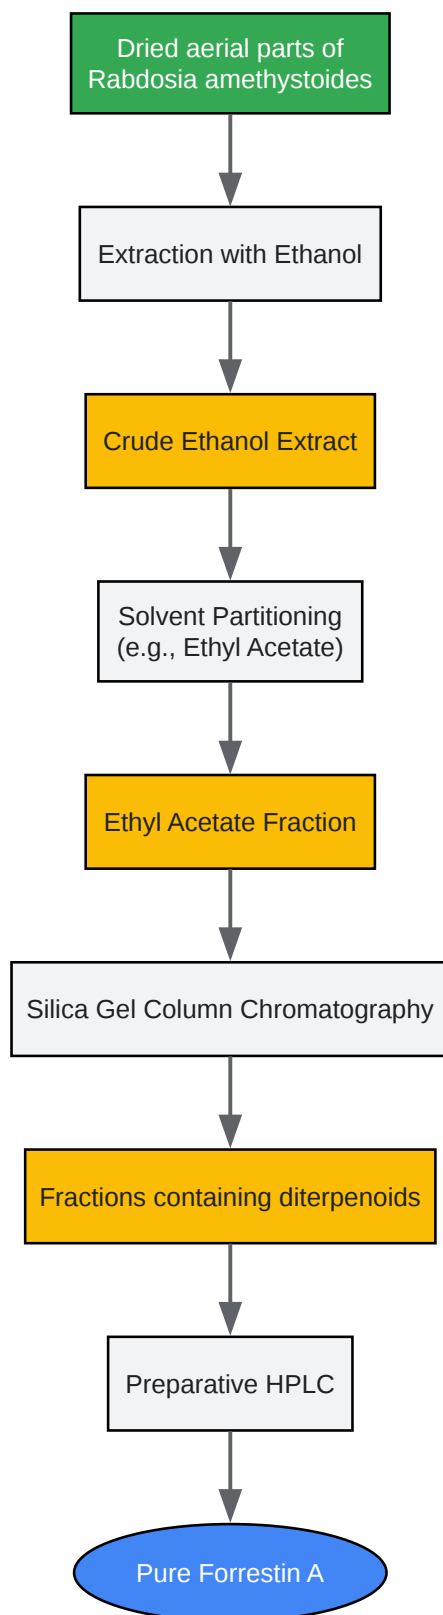 Dried aerial parts of
Rabdosia amethystoides
Extraction with Ethanol
Crude Ethanol Extract
Solvent Partitioning
(e.g., Ethyl Acetate)
Ethyl Acetate Fraction
Silica Gel Column Chromatography
Fractions containing diterpenoids
Preparative HPLC
Pure Forrestin A